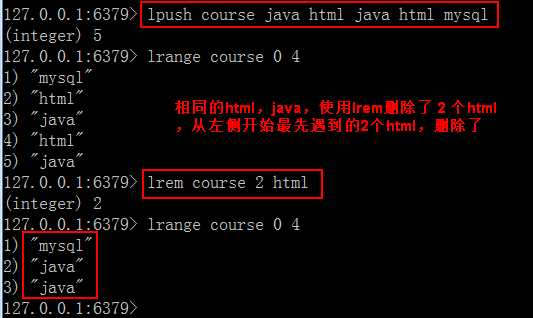 127.0.0.1:6379> lpush course java html java html mysql
(integer) 5
127.0.0.1:6379> lrange course 0 4
1) "mysql"
2) "html"
3) "java"
4) "html"
5) "java"
相同的html，java，使用lrem删除了 2 个html
，从左侧开始最先遇到的2个html，删除了
127.0.0.1:6379> lrem course 2 html
(integer) 2
127.0.0.1:6379> lrange course 0 4
1) "mysql"
2) "java"
3) "java"
127.0.0.1:6379>